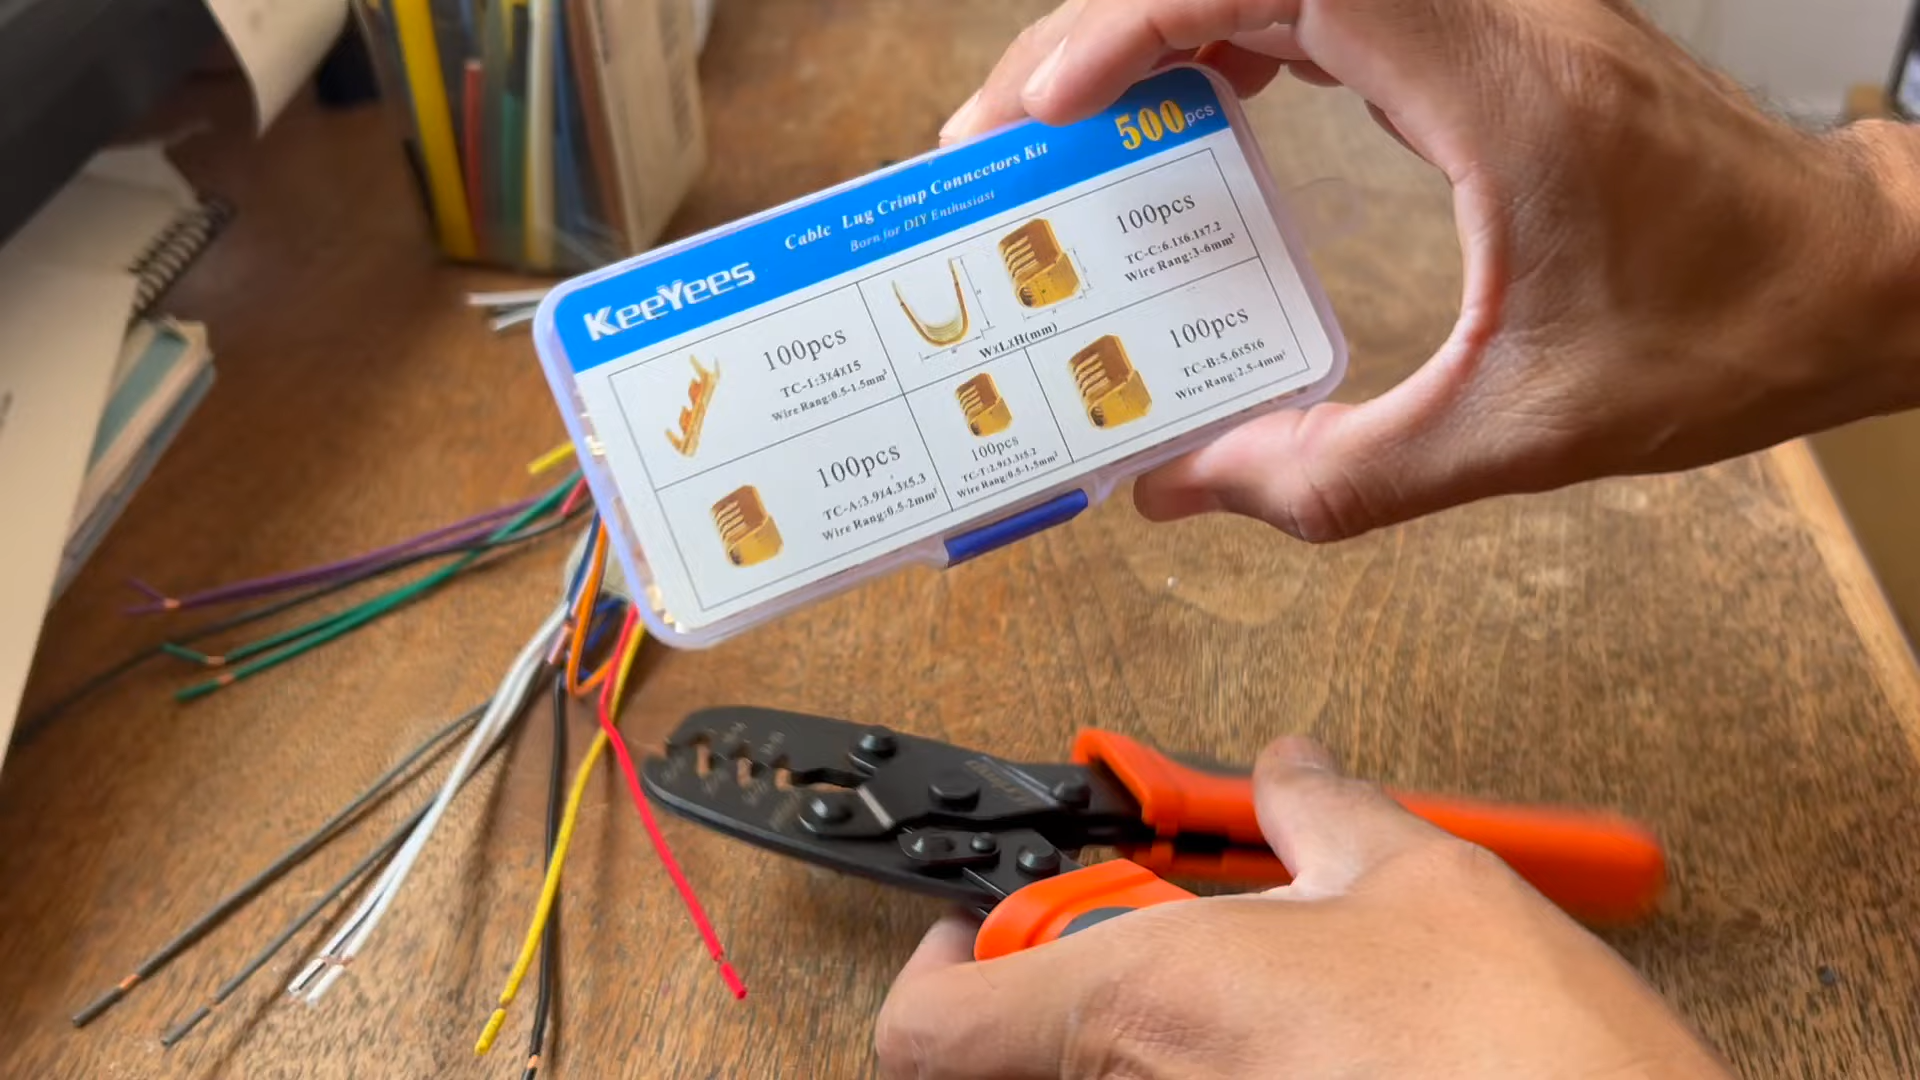 500pcs
Cable Lug Crimp Connectors Kit
Born for DIY Enthusiast
KeeYees
100pcs
TC-1:3x4x15
Wire Rang:0.5-1.5mm²
WxLxH(mm)
100pcs
TC-C:6.1x6.1x7.2
Wire Rang:3-6mm²
100pcs
TC-A:3.9x4.3x5.3
Wire Rang:0.5-2mm²
100pcs
TC-T:2.9x3.3x5.2
Wire Rang:0.5-1.5mm²
100pcs
TC-B:5.6x5x6
Wire Rang:2.5-4mm²